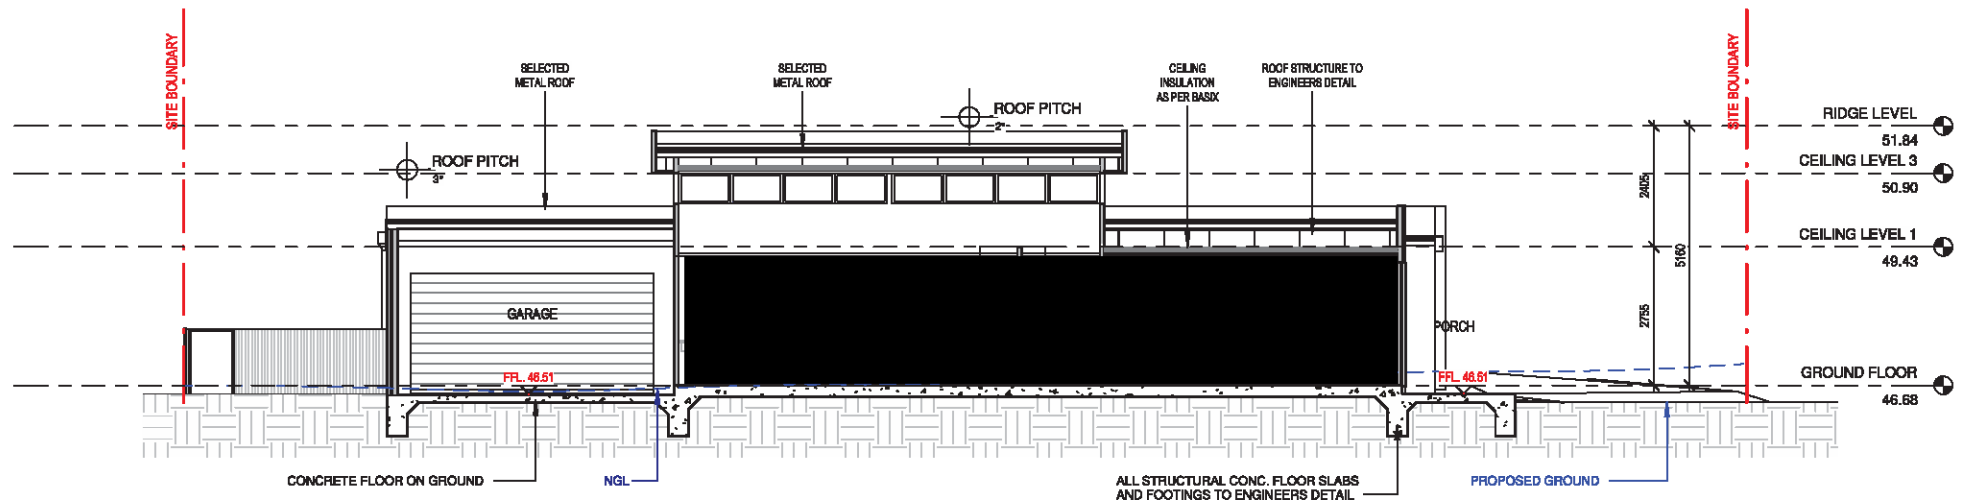 SITE BOUNDARY
SELECTED
METAL ROOF
SELECTED
METAL ROOF
CEILING
INSULATION
AS PER BASIX
ROOF STRUCTURE TO
ENGINEERS DETAIL
SITE BOUNDARY
ROOF PITCH
2°
RIDGE LEVEL
51.84
ROOF PITCH
3°
CEILING LEVEL 3
50.90
2405
CEILING LEVEL 1
49.43
5160
GARAGE
2755
PORCH
FFL. 46.51
FFL. 46.51
GROUND FLOOR
46.68
CONCRETE FLOOR ON GROUND
NGL
ALL STRUCTURAL CONC. FLOOR SLABS
AND FOOTINGS TO ENGINEERS DETAIL
PROPOSED GROUND